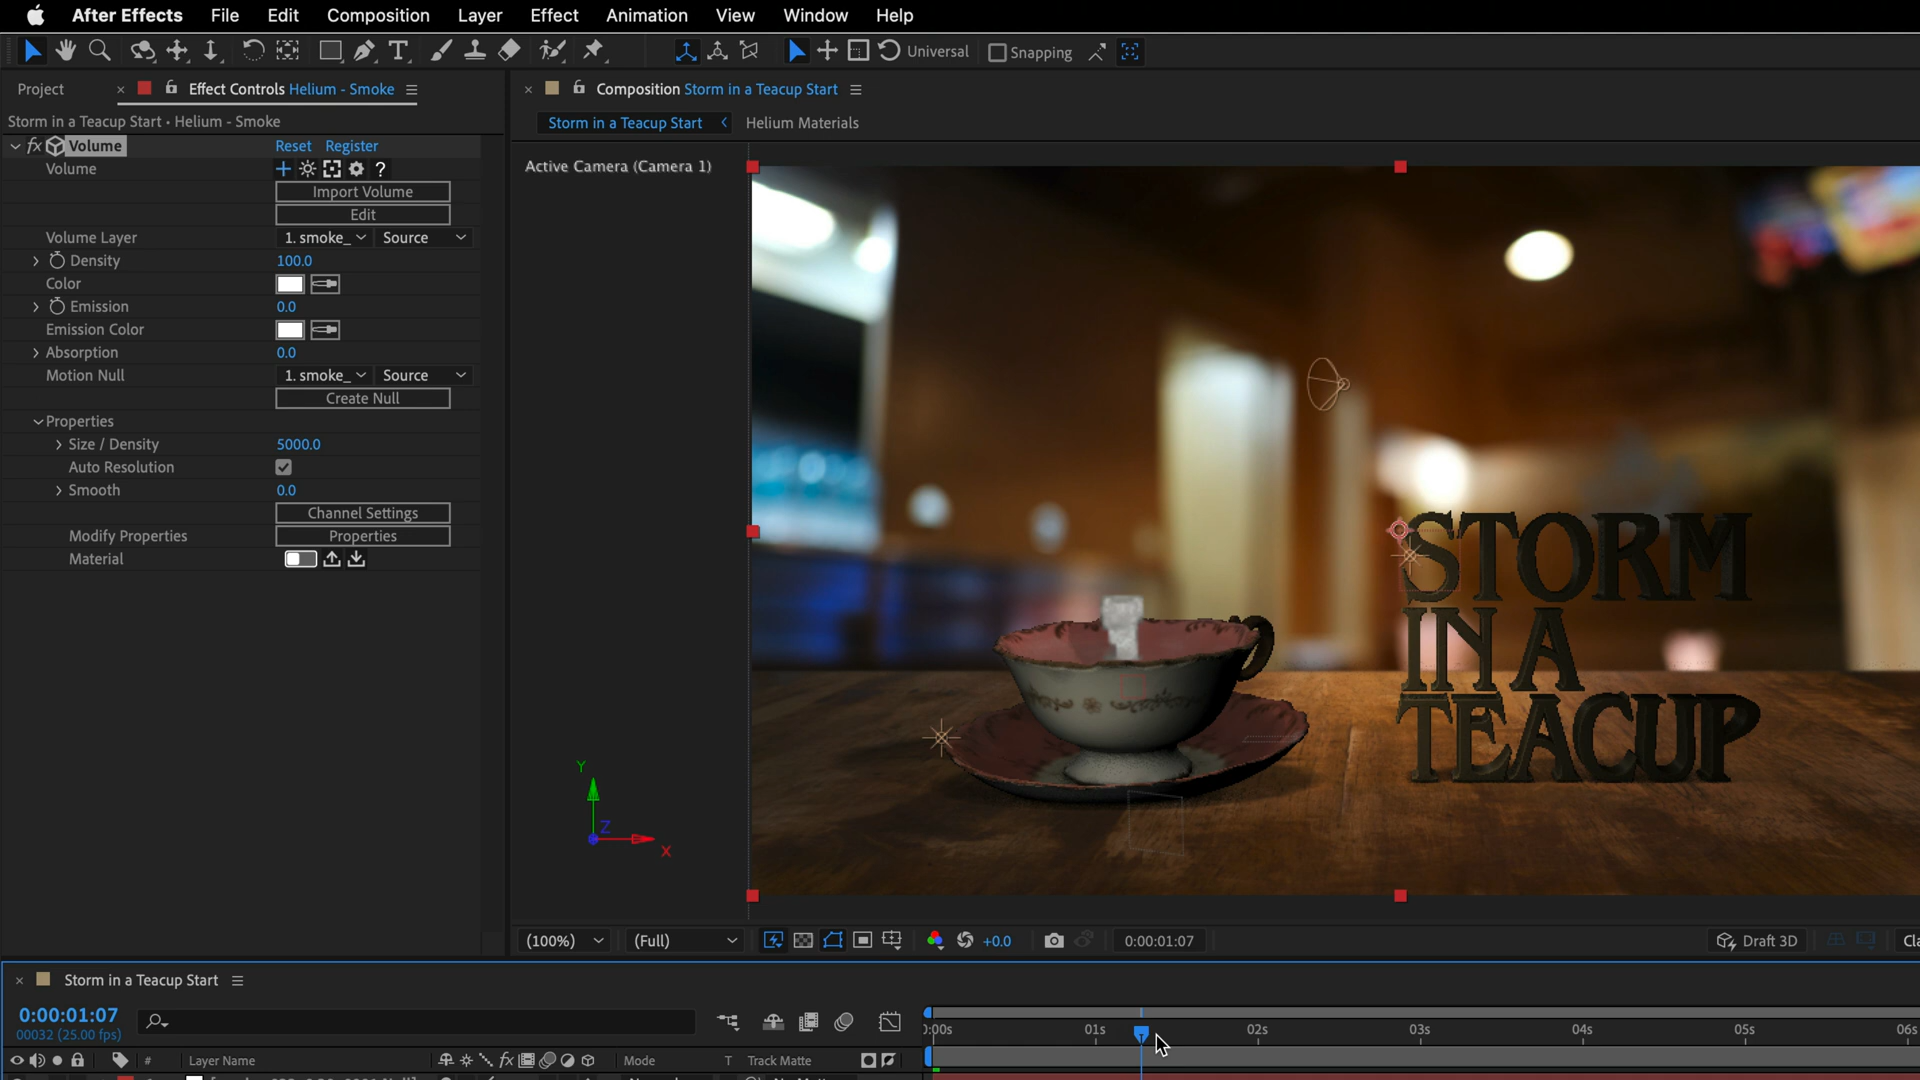 After Effects File Edit Composition Layer Effect Animation View Window Help
Universal Snapping
Project × Effect Controls Helium - Smoke
× Composition Storm in a Teacup Start
Storm in a Teacup Start • Helium - Smoke
Storm in a Teacup Start < Helium Materials
fx Volume Reset Register
Volume + ?
Active Camera (Camera 1)
Import Volume
Edit
Volume Layer 1. smoke_ Source
Density 100.0
Color
Emission 0.0
Emission Color
Absorption 0.0
Motion Null 1. smoke_ Source
Create Null
Properties
Size / Density 5000.0
Auto Resolution
Smooth 0.0
Channel Settings
Modify Properties Properties
Material
STORM
IN A
TEACUP
Y
Z
X
(100%) (Full) +0.0 0:00:01:07 Draft 3D Cla
× Storm in a Teacup Start
0:00:01:07
00032 (25.00 fps)
0:00s 01s 02s 03s 04s 05s 06s
# Layer Name fx Mode T Track Matte